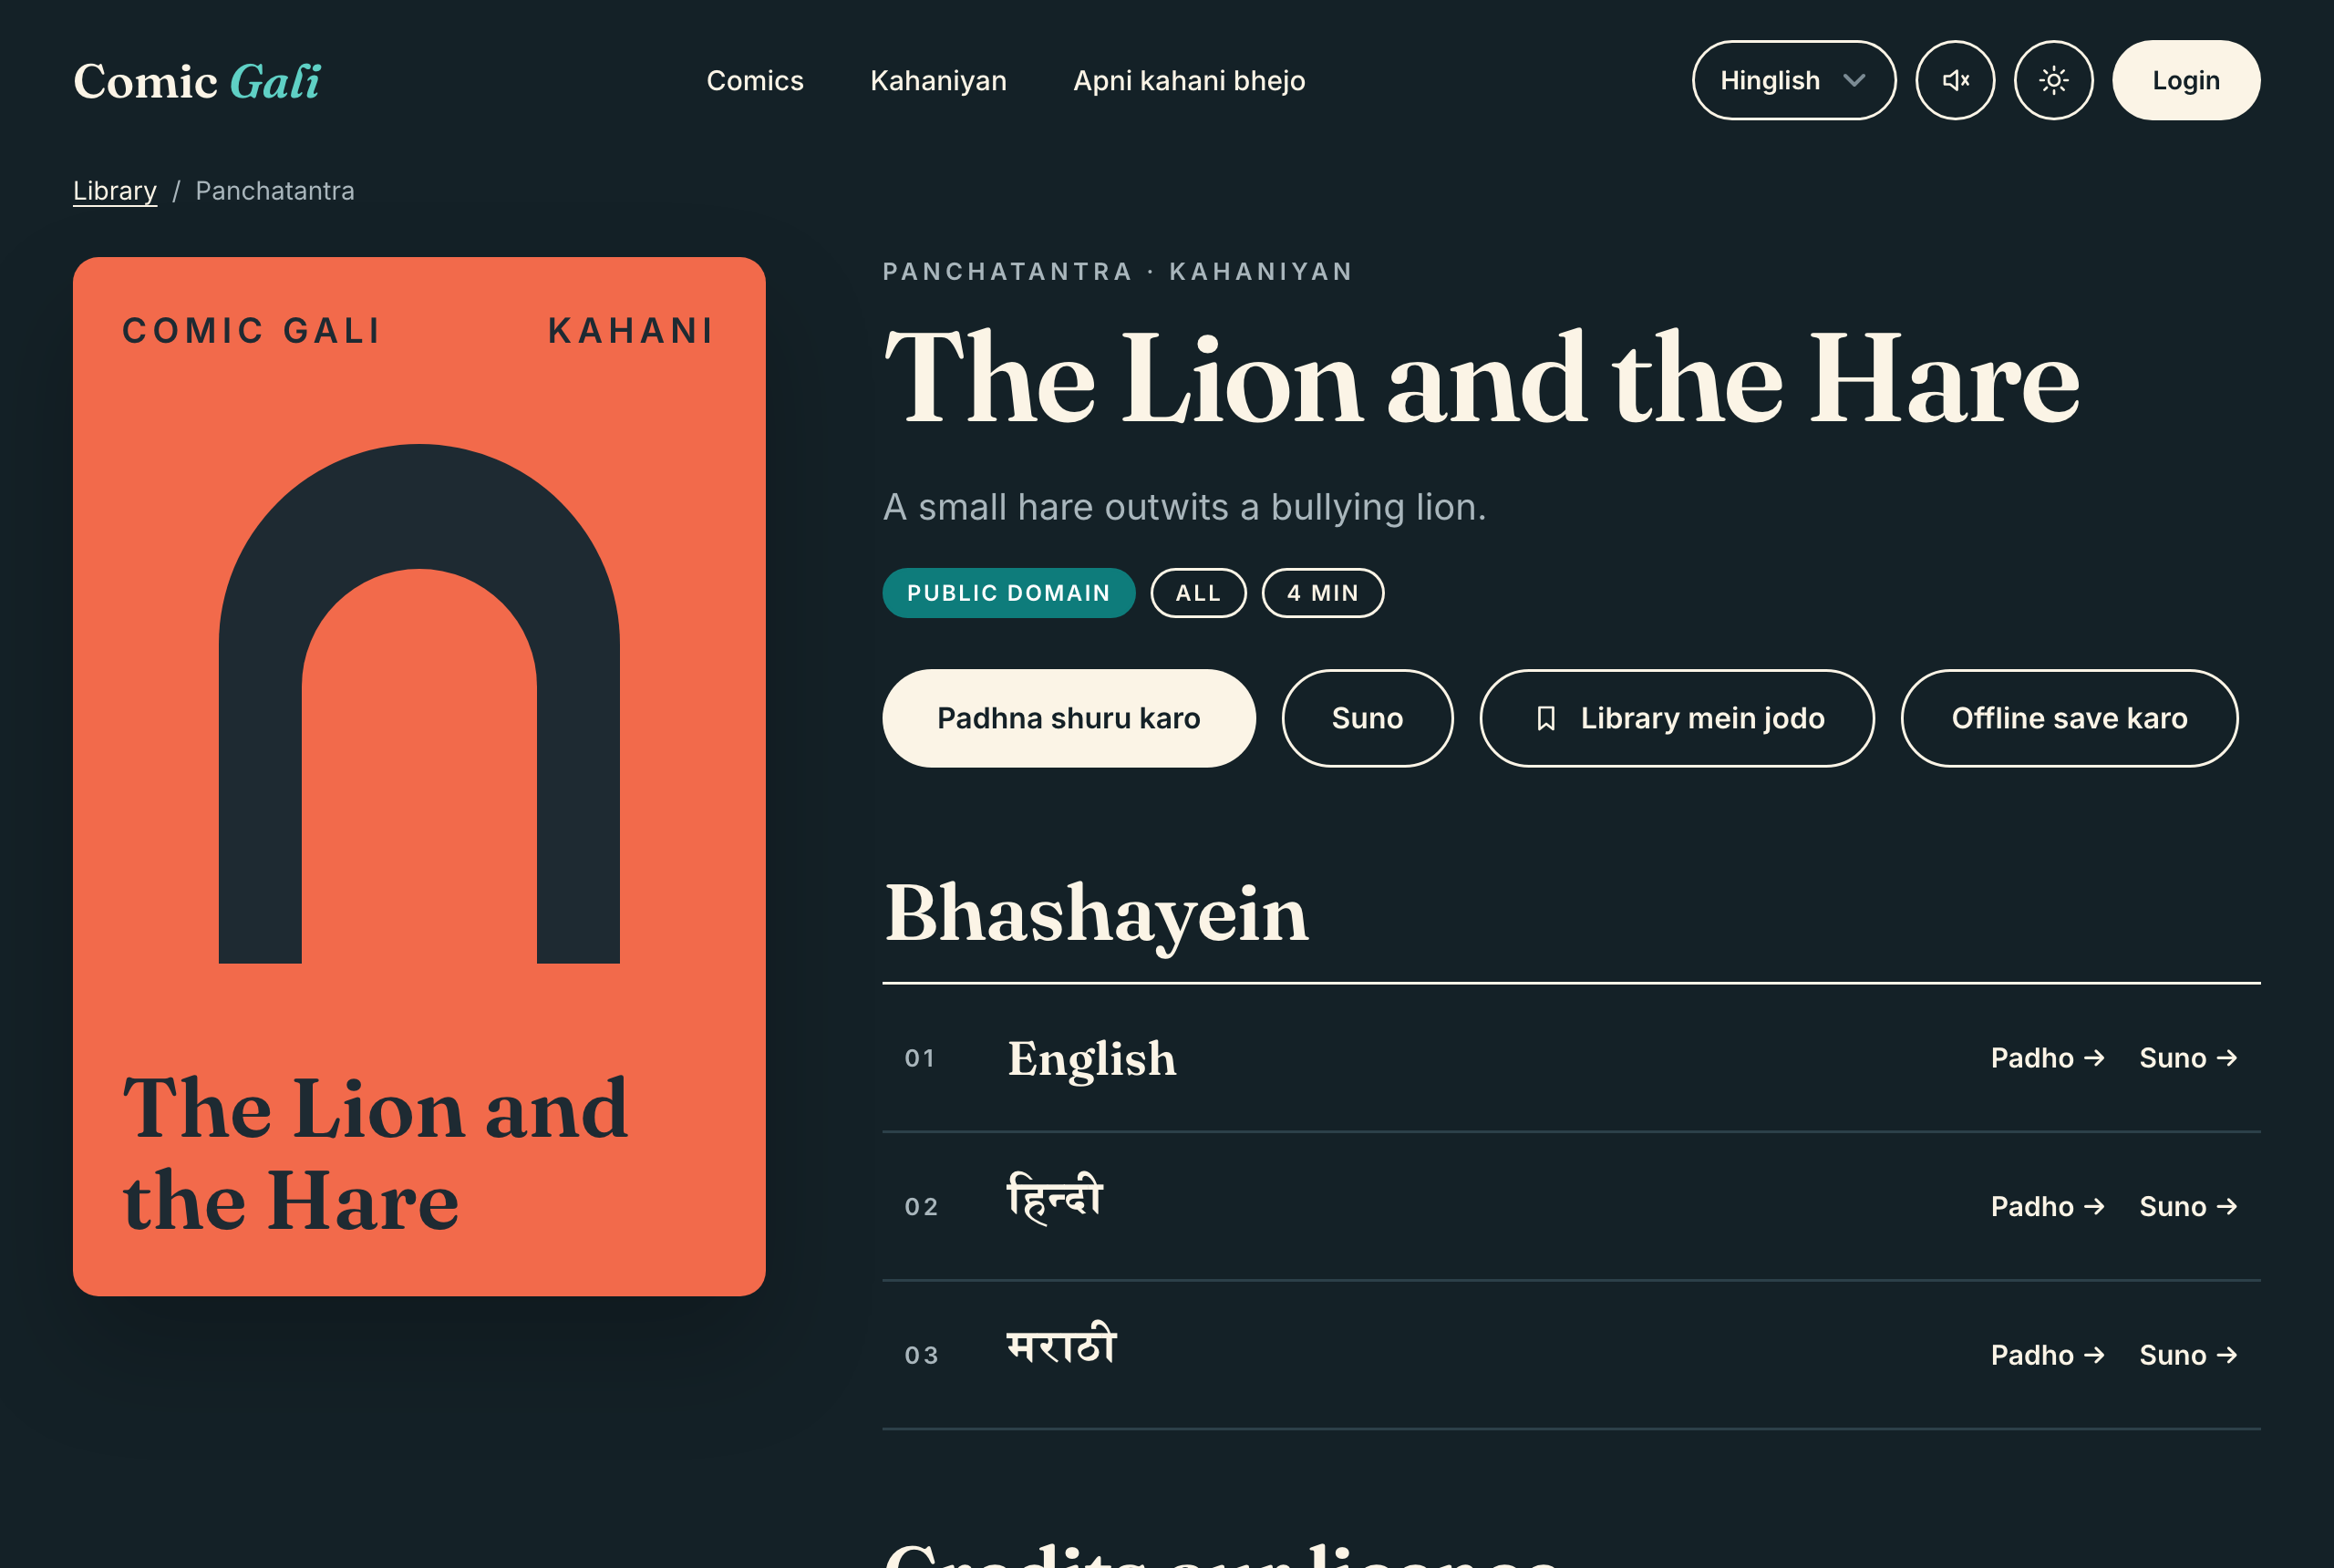 Comic Gali
Comics Kahaniyan Apni kahani bhejo
Hinglish Login
Library / Panchatantra
COMIC GALI KAHANI
The Lion and
the Hare
PANCHATANTRA · KAHANIYAN
The Lion and the Hare
A small hare outwits a bullying lion.
PUBLIC DOMAIN ALL 4 MIN
Padhna shuru karo Suno Library mein jodo Offline save karo
Bhashayein
01 English Padho → Suno →
02 हिन्दी Padho → Suno →
03 मराठी Padho → Suno →
Credits aur licence